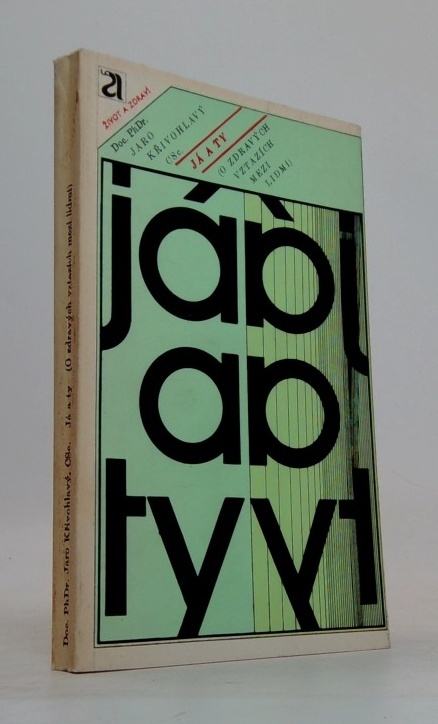 ŽIVOT A ZDRAVÍ
Doc. PhDr.
JARO
KŘIVOHLAVÝ
CSc.
JÁ A TY
(O ZDRAVÝCH
VZTAZÍCH
MEZI
LIDMI)
já
a
ty
Doc. PhDr. Jaro Křivohlavý, CSc. Já a ty (O zdravých vztazích mezi lidmi)